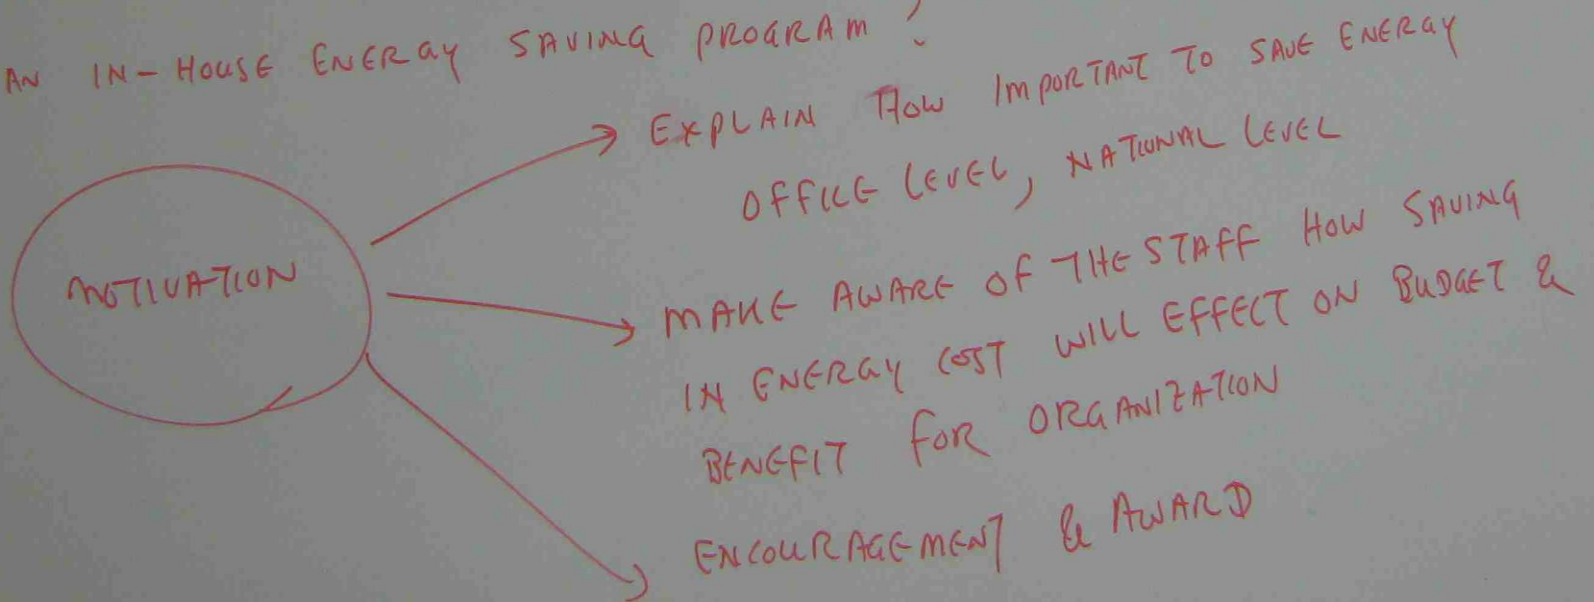 AN IN-HOUSE ENERGY SAVING PROGRAM ?
EXPLAIN HOW IMPORTANT TO SAVE ENERGY
OFFICE LEVEL, NATIONAL LEVEL
MOTIVATION
MAKE AWARE OF THE STAFF HOW SAVING
IN ENERGY COST WILL EFFECT ON BUDGET &
BENEFIT FOR ORGANIZATION
ENCOURAGEMENT & AWARD